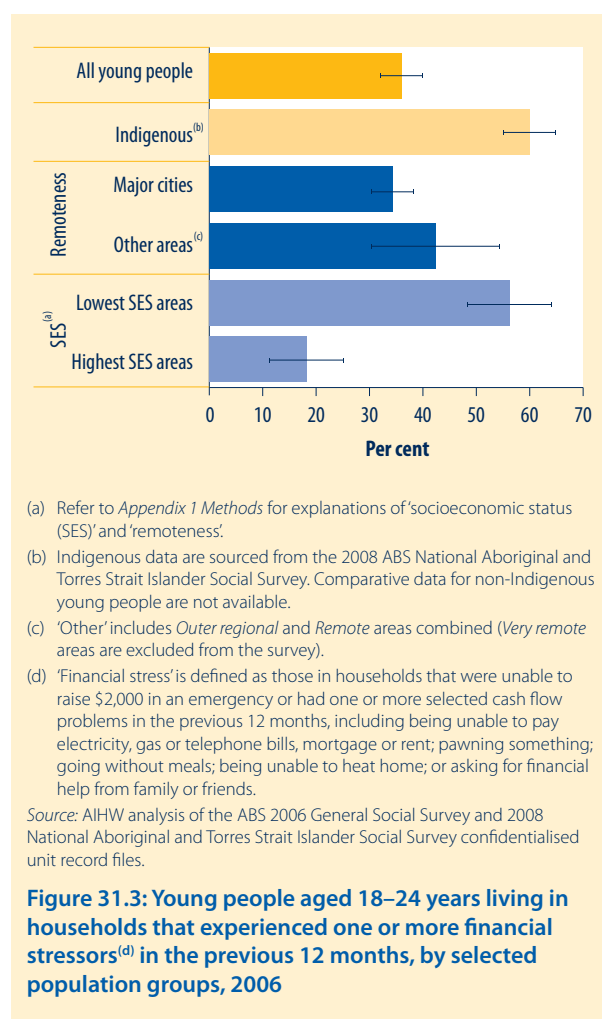 All young people
Indigenous(b)
Remoteness
Major cities
Other areas(c)
SES(a)
Lowest SES areas
Highest SES areas
0 10 20 30 40 50 60 70
Per cent
(a) Refer to Appendix 1 Methods for explanations of ‘socioeconomic status
(SES)’ and ‘remoteness’.
(b) Indigenous data are sourced from the 2008 ABS National Aboriginal and
Torres Strait Islander Social Survey. Comparative data for non-Indigenous
young people are not available.
(c) ‘Other’ includes Outer regional and Remote areas combined (Very remote
areas are excluded from the survey).
(d) ‘Financial stress’ is defined as those in households that were unable to
raise $2,000 in an emergency or had one or more selected cash flow
problems in the previous 12 months, including being unable to pay
electricity, gas or telephone bills, mortgage or rent; pawning something;
going without meals; being unable to heat home; or asking for financial
help from family or friends.
Source: AIHW analysis of the ABS 2006 General Social Survey and 2008
National Aboriginal and Torres Strait Islander Social Survey confidentialised
unit record files.
Figure 31.3: Young people aged 18–24 years living in
households that experienced one or more financial
stressors(d) in the previous 12 months, by selected
population groups, 2006